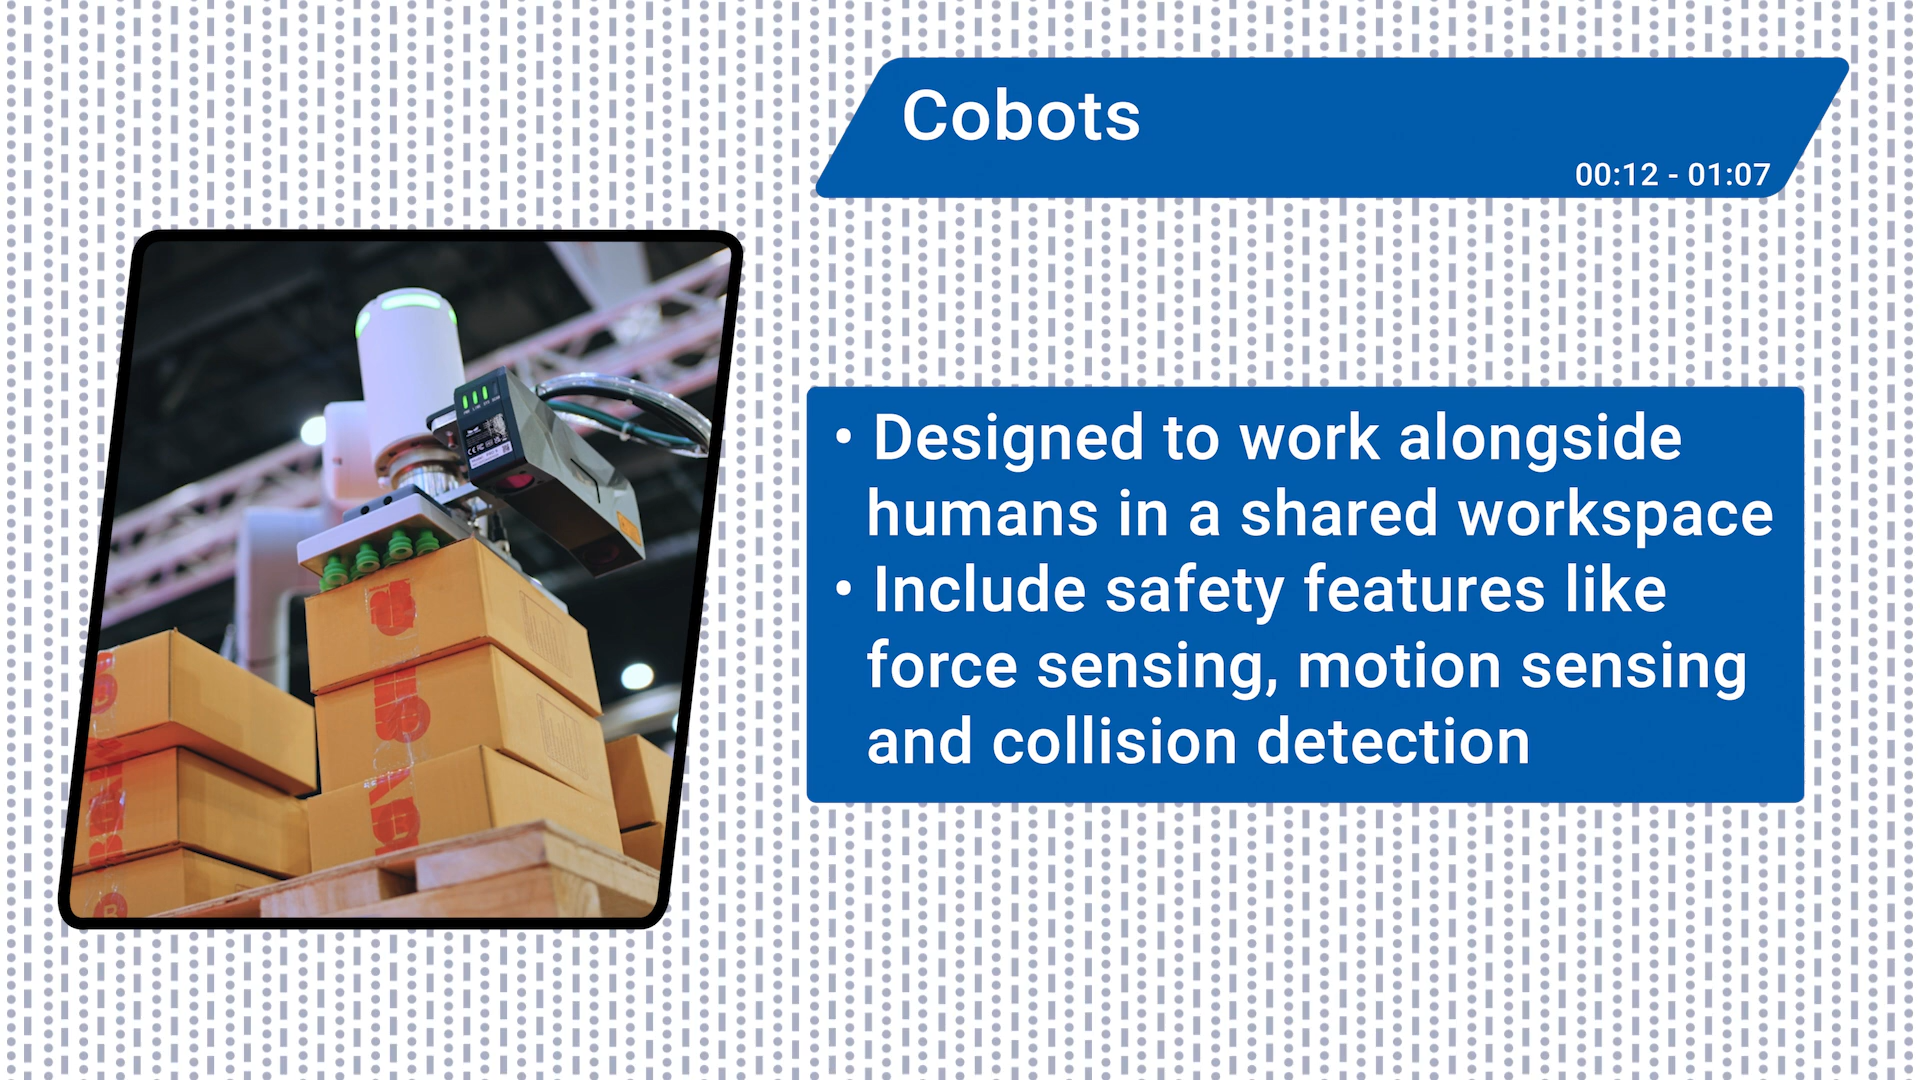 Cobots
00:12 - 01:07
• Designed to work alongside
humans in a shared workspace
• Include safety features like
force sensing, motion sensing
and collision detection